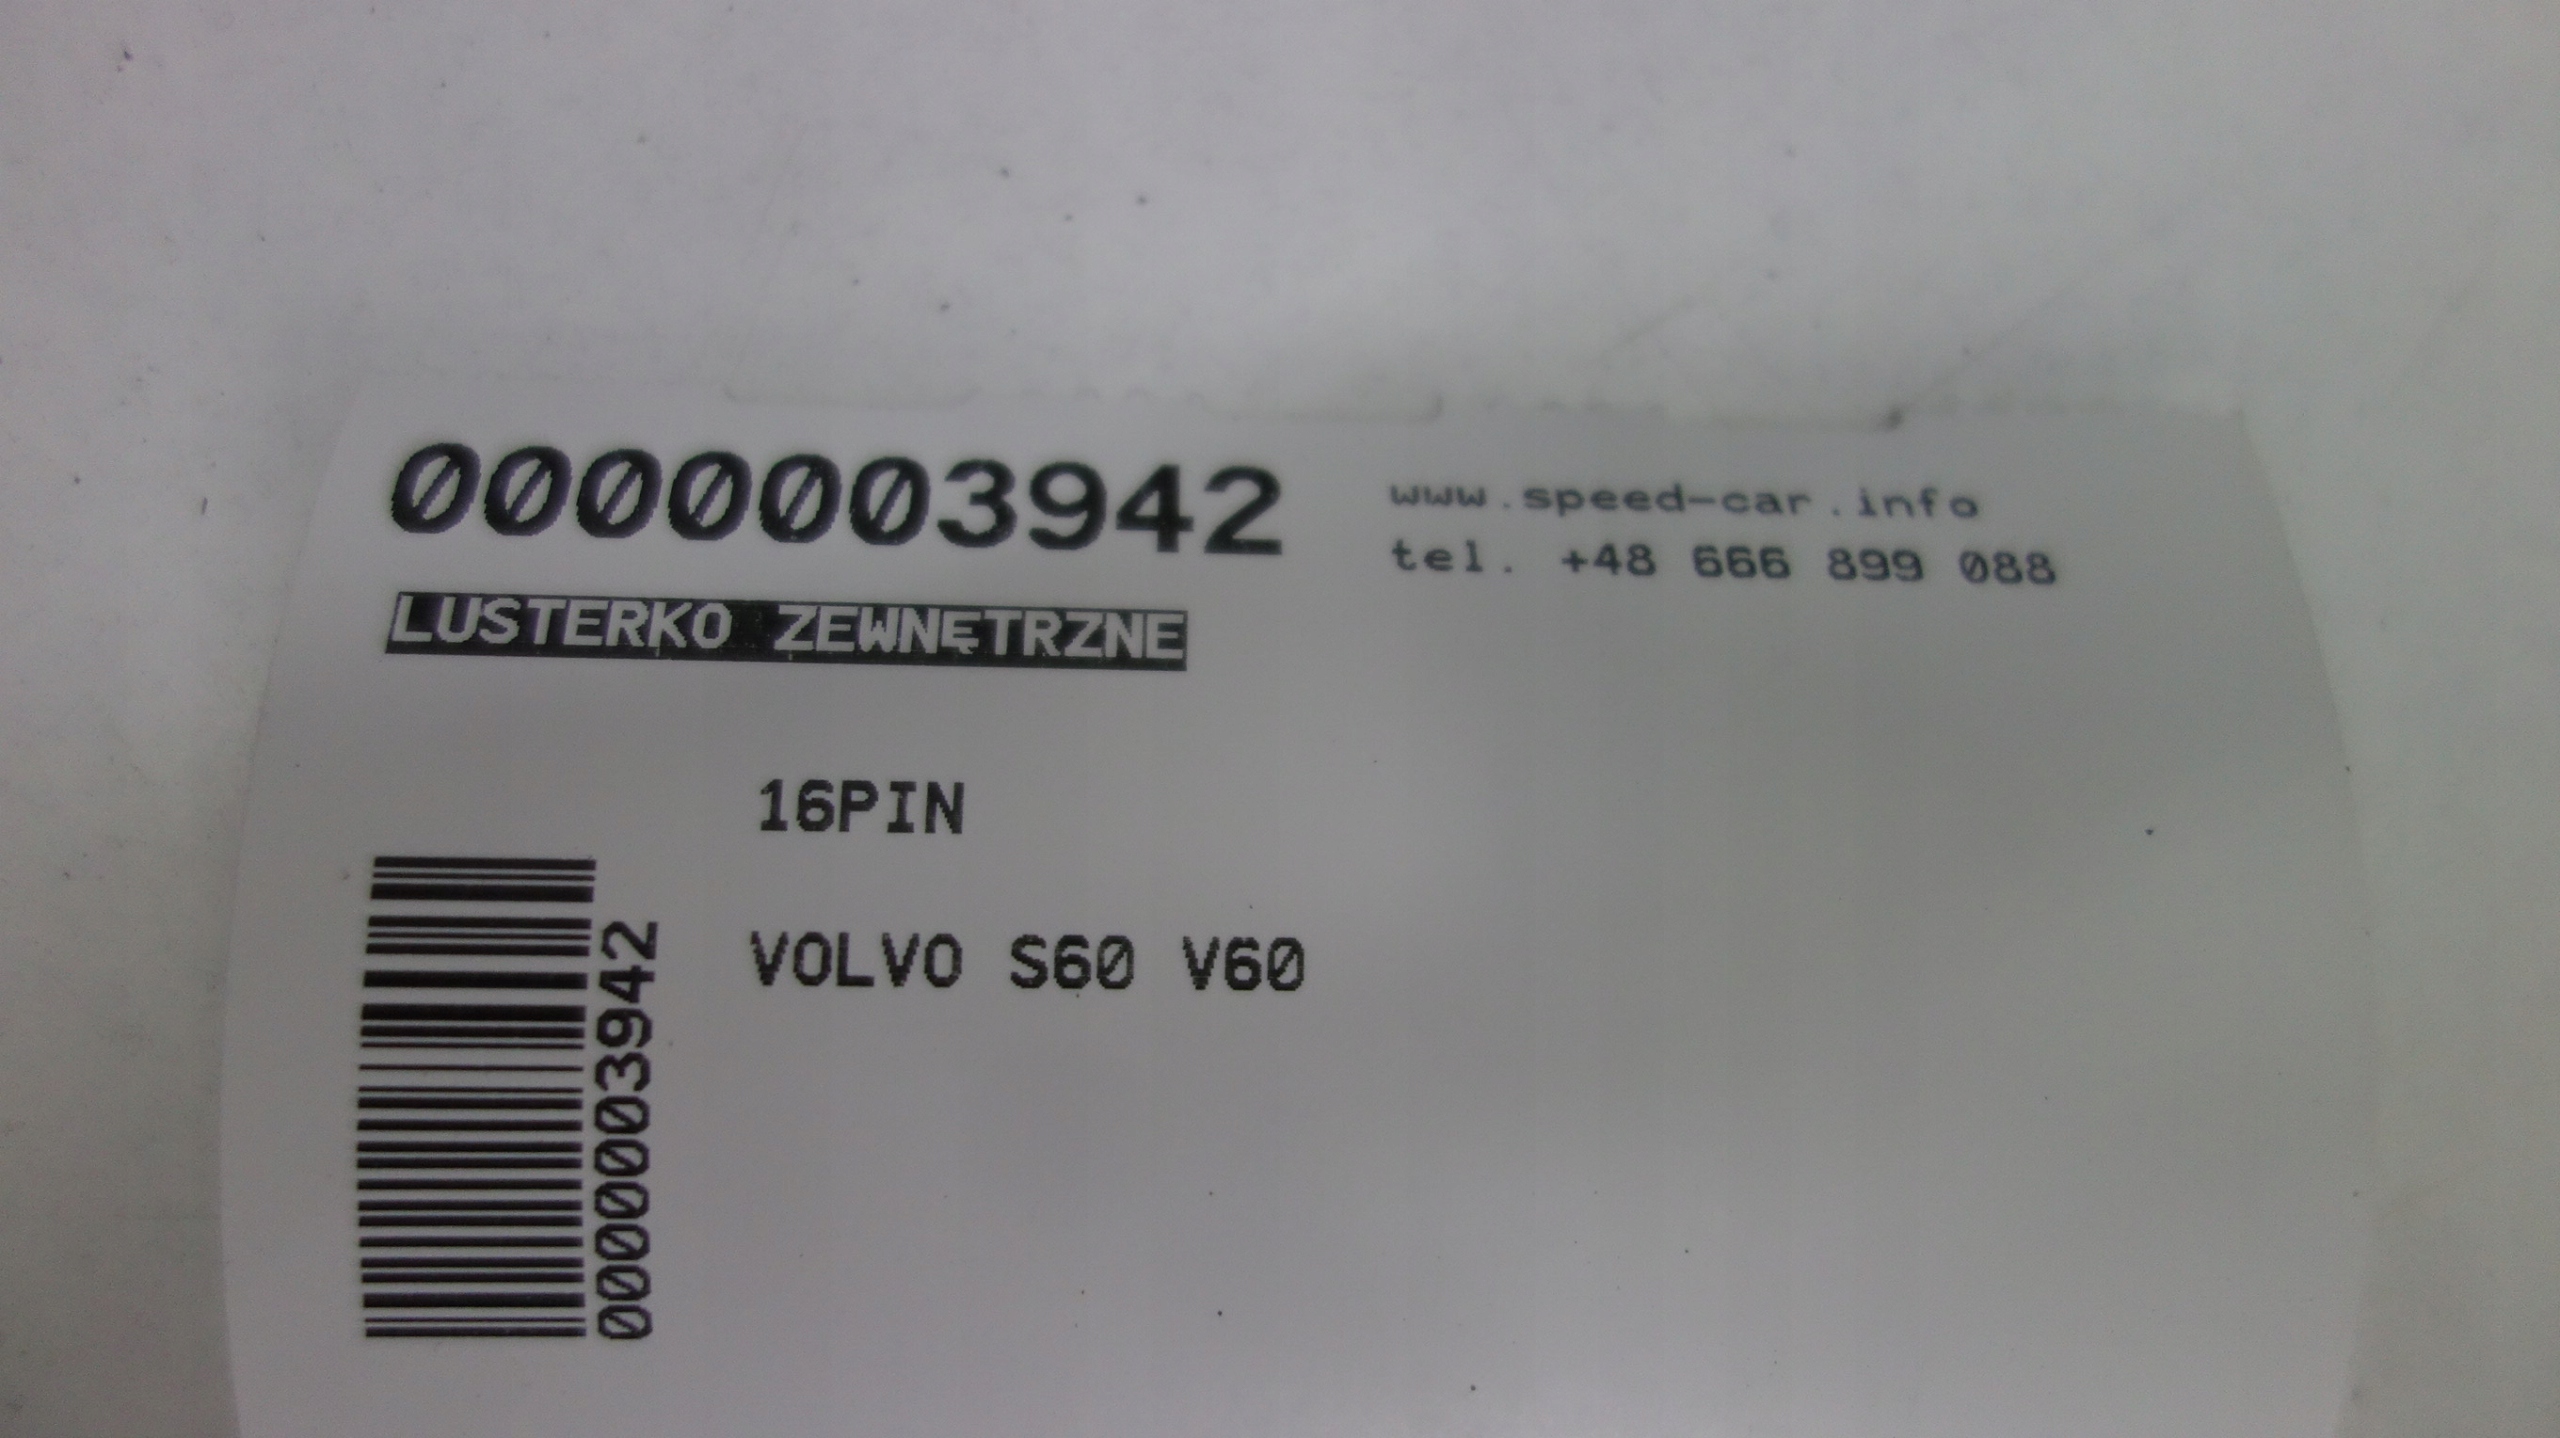 0000003942
www.speed-car.info
tel. +48 666 899 088
LUSTERKO ZEWNĘTRZNE
16PIN
VOLVO S60 V60
0000003942